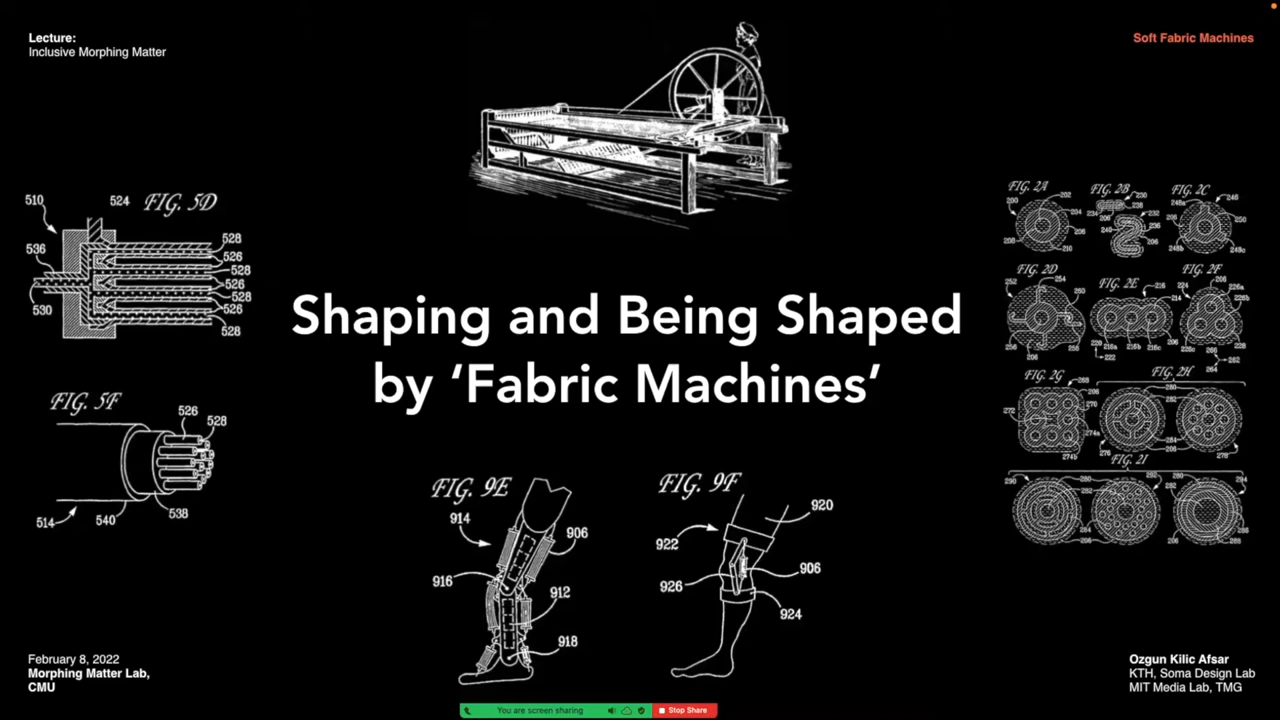 Lecture:
Inclusive Morphing Matter
Soft Fabric Machines
Shaping and Being Shaped
by ‘Fabric Machines’
510
524
FIG. 5D
536
530
528
526
528
526
528
526
528
FIG. 5F
526
528
514
540
538
FIG. 9E
914
906
916
912
918
FIG. 9F
920
922
906
926
924
FIG. 2A
FIG. 2B
FIG. 2C
FIG. 2D
FIG. 2E
FIG. 2F
FIG. 2G
FIG. 2H
FIG. 2I
February 8, 2022
Morphing Matter Lab,
CMU
Ozgun Kilic Afsar
KTH, Soma Design Lab
MIT Media Lab, TMG
You are screen sharing
Stop Share